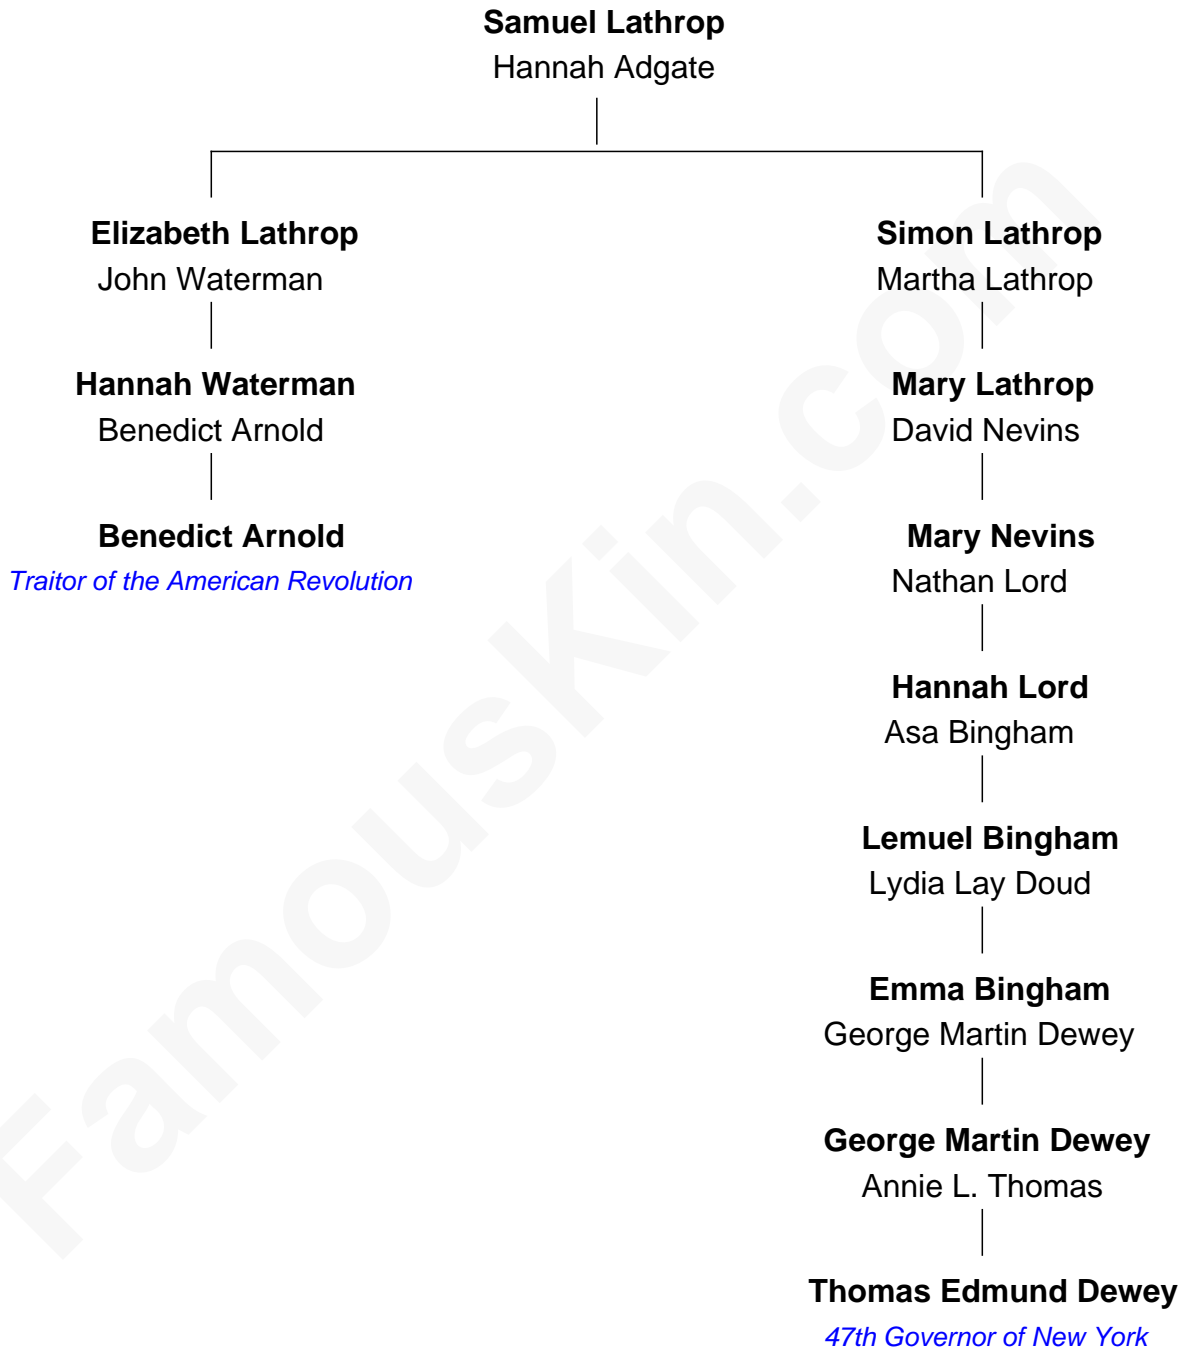 Samuel Lathrop
Hannah Adgate
Elizabeth Lathrop
John Waterman
Simon Lathrop
Martha Lathrop
Hannah Waterman
Benedict Arnold
Mary Lathrop
David Nevins
Benedict Arnold
Traitor of the American Revolution
Mary Nevins
Nathan Lord
Hannah Lord
Asa Bingham
Lemuel Bingham
Lydia Lay Doud
Emma Bingham
George Martin Dewey
George Martin Dewey
Annie L. Thomas
Thomas Edmund Dewey
47th Governor of New York
FamousKin.com